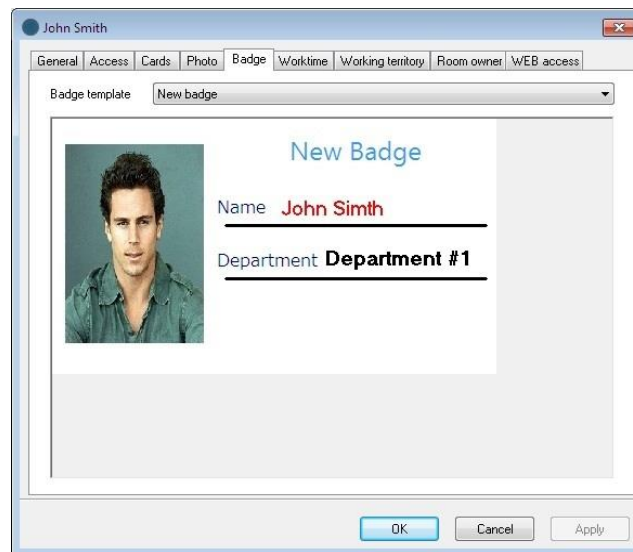 John Smith
General Access Cards Photo Badge Worktime Working territory Room owner WEB access
Badge template New badge
New Badge
Name John Simth
Department Department #1
OK Cancel Apply